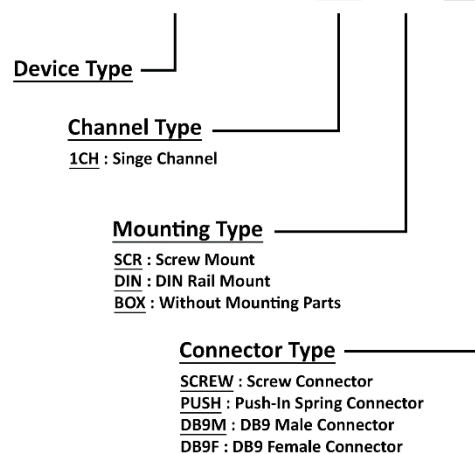 Device Type
Channel Type
1CH : Singe Channel
Mounting Type
SCR : Screw Mount
DIN : DIN Rail Mount
BOX : Without Mounting Parts
Connector Type
SCREW : Screw Connector
PUSH : Push-In Spring Connector
DB9M : DB9 Male Connector
DB9F : DB9 Female Connector